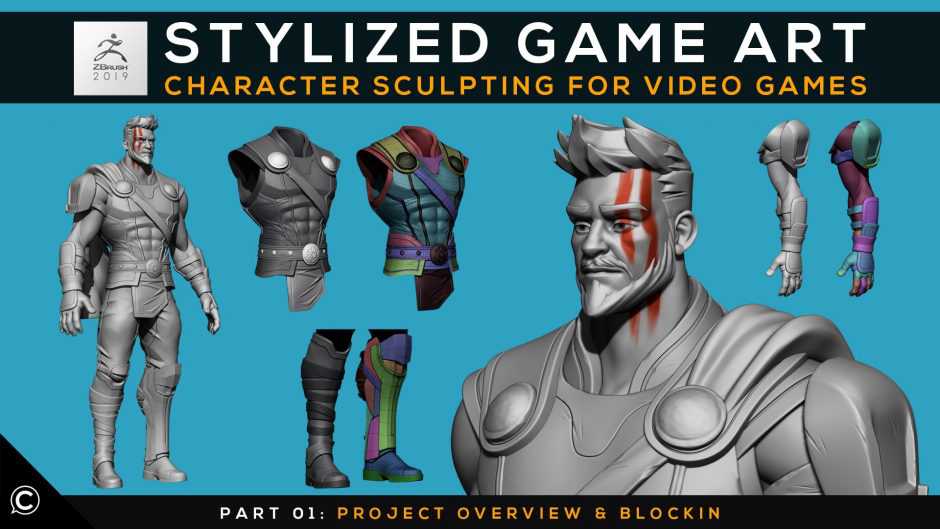 STYLIZED GAME ART
ZBRUSH
2019
CHARACTER SCULPTING FOR VIDEO GAMES
C
PART 01: PROJECT OVERVIEW & BLOCKIN